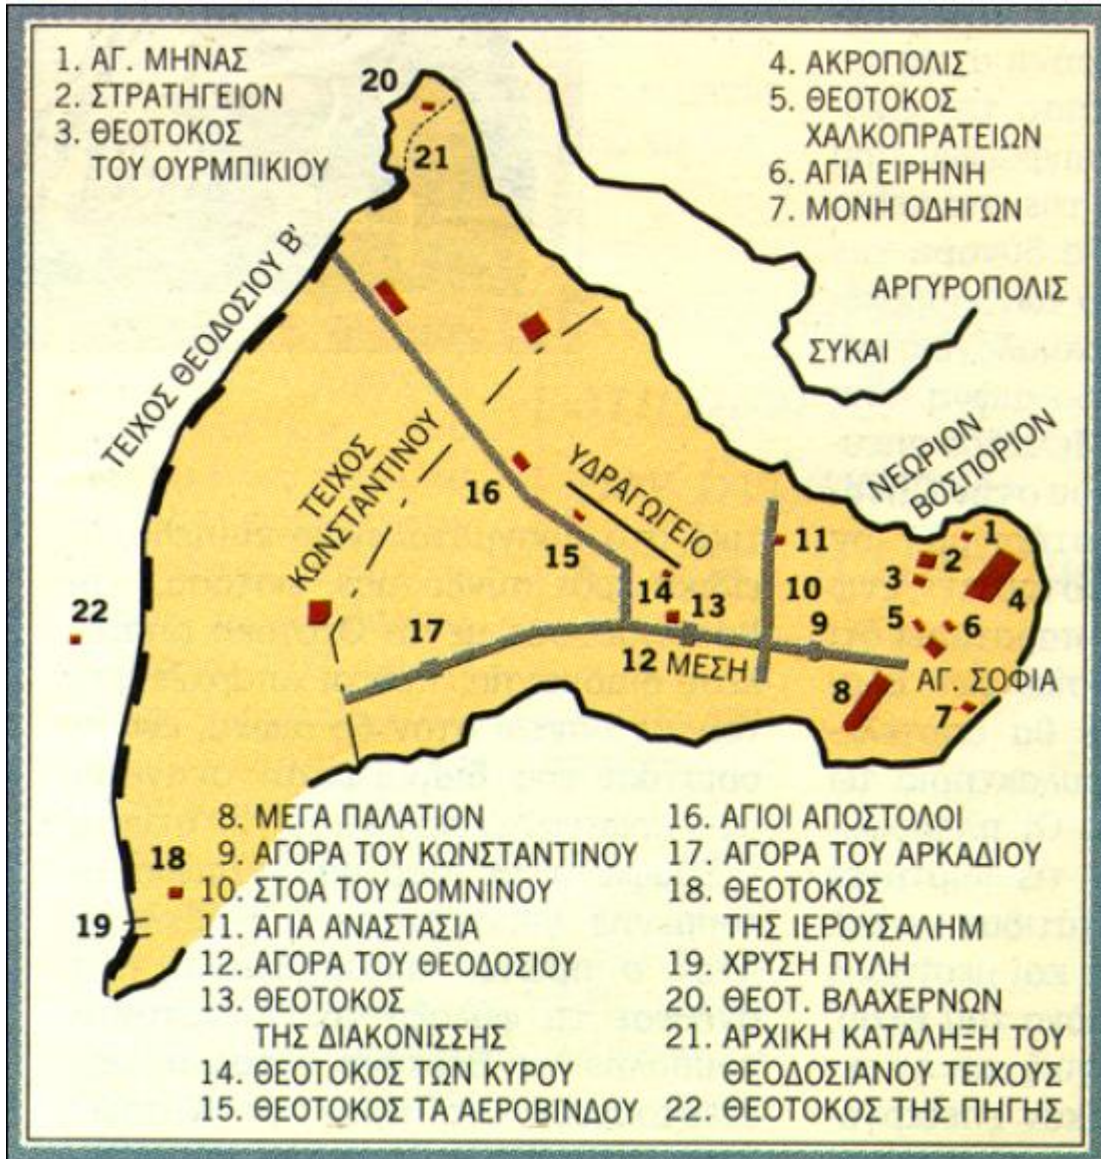 1. ΑΓ. ΜΗΝΑΣ
2. ΣΤΡΑΤΗΓΕΙΟΝ
3. ΘΕΟΤΟΚΟΣ
ΤΟΥ ΟΥΡΜΠΙΚΙΟΥ
4. ΑΚΡΟΠΟΛΙΣ
5. ΘΕΟΤΟΚΟΣ
ΧΑΛΚΟΠΡΑΤΕΙΩΝ
6. ΑΓΙΑ ΕΙΡΗΝΗ
7. ΜΟΝΗ ΟΔΗΓΩΝ
20
21
ΤΕΙΧΟΣ ΘΕΟΔΟΣΙΟΥ Β'
ΑΡΓΥΡΟΠΟΛΙΣ
ΣΥΚΑΙ
ΝΕΩΡΙΟΝ
ΒΟΣΠΟΡΙΟΝ
ΤΕΙΧΟΣ
ΚΩΝΣΤΑΝΤΙΝΟΥ
16
ΥΔΡΑΓΩΓΕΙΟ
15
11
1
2
3
4
14
13
10
9
5
6
22
17
12 ΜΕΣΗ
8
ΑΓ. ΣΟΦΙΑ
7
18
19
8. ΜΕΓΑ ΠΑΛΑΤΙΟΝ
9. ΑΓΟΡΑ ΤΟΥ ΚΩΝΣΤΑΝΤΙΝΟΥ
10. ΣΤΟΑ ΤΟΥ ΔΟΜΝΙΝΟΥ
11. ΑΓΙΑ ΑΝΑΣΤΑΣΙΑ
12. ΑΓΟΡΑ ΤΟΥ ΘΕΟΔΟΣΙΟΥ
13. ΘΕΟΤΟΚΟΣ
ΤΗΣ ΔΙΑΚΟΝΙΣΣΗΣ
14. ΘΕΟΤΟΚΟΣ ΤΩΝ ΚΥΡΟΥ
15. ΘΕΟΤΟΚΟΣ ΤΑ ΑΕΡΟΒΙΝΔΟΥ
16. ΑΓΙΟΙ ΑΠΟΣΤΟΛΟΙ
17. ΑΓΟΡΑ ΤΟΥ ΑΡΚΑΔΙΟΥ
18. ΘΕΟΤΟΚΟΣ
ΤΗΣ ΙΕΡΟΥΣΑΛΗΜ
19. ΧΡΥΣΗ ΠΥΛΗ
20. ΘΕΟΤ. ΒΛΑΧΕΡΝΩΝ
21. ΑΡΧΙΚΗ ΚΑΤΑΛΗΞΗ ΤΟΥ
ΘΕΟΔΟΣΙΑΝΟΥ ΤΕΙΧΟΥΣ
22. ΘΕΟΤΟΚΟΣ ΤΗΣ ΠΗΓΗΣ